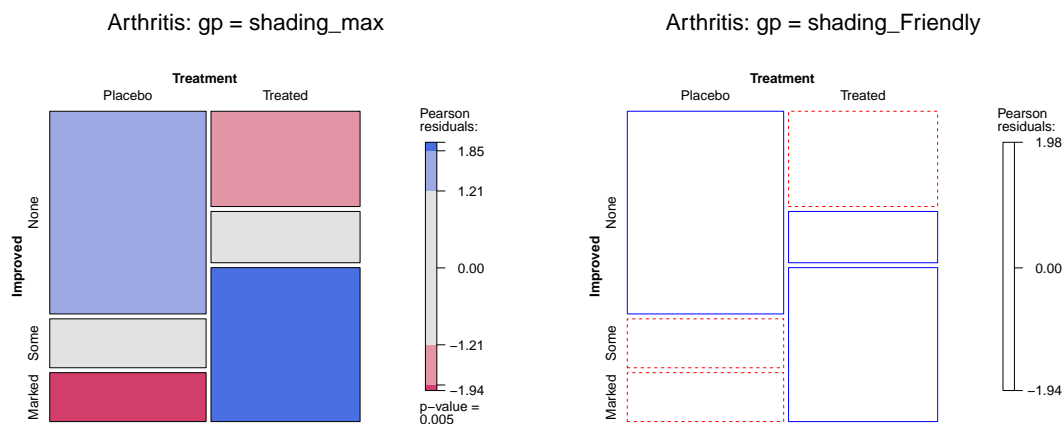 Arthritis: gp = shading_max
Treatment
Placebo Treated
Improved
None
Some
Marked
Pearson
residuals:
1.85
1.21
0.00
−1.21
−1.94
p−value =
0.005
Arthritis: gp = shading_Friendly
Treatment
Placebo Treated
Improved
None
Some
Marked
Pearson
residuals:
1.98
0.00
−1.94